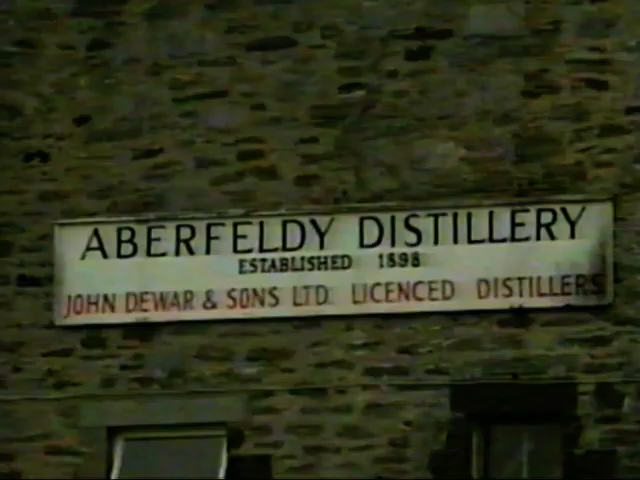 ABERFELDY DISTILLERY
ESTABLISHED 1898
JOHN DEWAR & SONS LTD LICENCED DISTILLERS